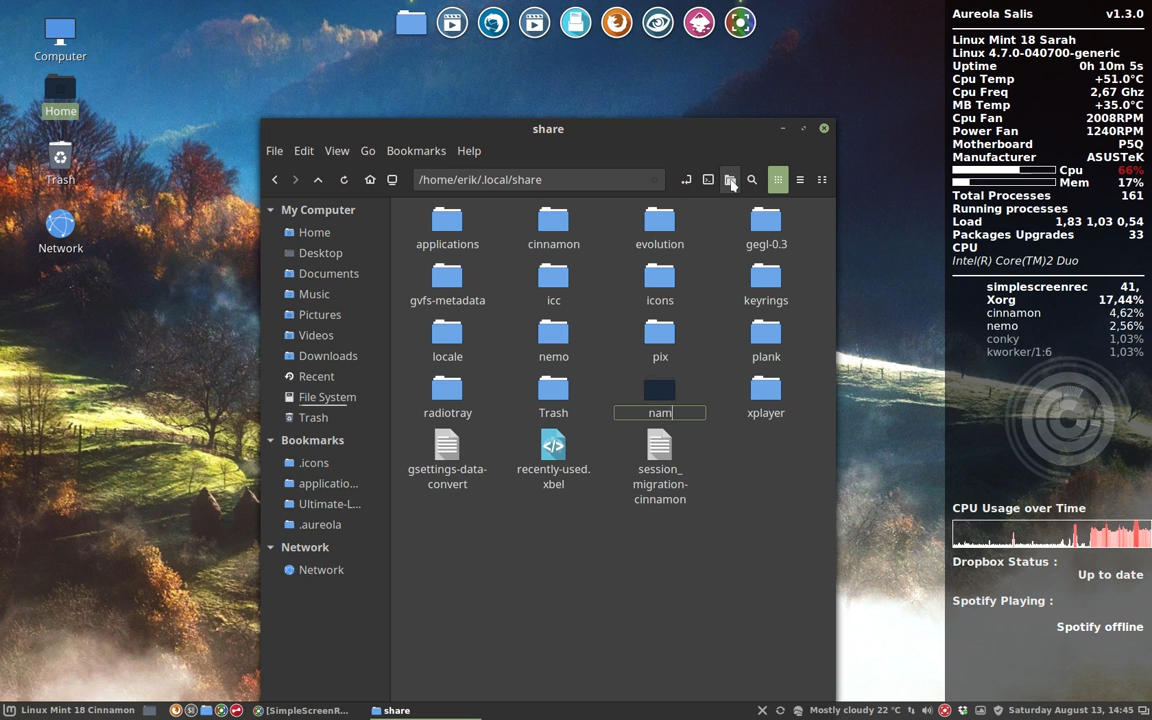 Computer
Home
Trash
Network
share
File Edit View Go Bookmarks Help
/home/erik/.local/share
My Computer
Home
Desktop
Documents
Music
Pictures
Videos
Downloads
Recent
File System
Trash
Bookmarks
.icons
applicatio...
Ultimate-L...
.aureola
Network
Network
applications cinnamon evolution gegl-0.3
gvfs-metadata icc icons keyrings
locale nemo pix plank
radiotray Trash nam xplayer
gsettings-data-
convert
recently-used.
xbel
session_
migration-
cinnamon
Aureola Salis v1.3.0
Linux Mint 18 Sarah
Linux 4.7.0-040700-generic
Uptime 0h 10m 5s
Cpu Temp +51.0°C
Cpu Freq 2,67 Ghz
MB Temp +35.0°C
Cpu Fan 2008RPM
Power Fan 1240RPM
Motherboard P5Q
Manufacturer ASUSTeK
Cpu 66%
Mem 17%
Total Processes 161
Running processes
Load 1,83 1,03 0,54
Packages Upgrades 33
CPU
Intel(R) Core(TM)2 Duo
simplescreenrec 41,
Xorg 17,44%
cinnamon 4,62%
nemo 2,56%
conky 1,03%
kworker/1:6 1,03%
CPU Usage over Time
Dropbox Status :
Up to date
Spotify Playing :
Spotify offline
Linux Mint 18 Cinnamon [SimpleScreenR... share Mostly cloudy 22 °C Saturday August 13, 14:45